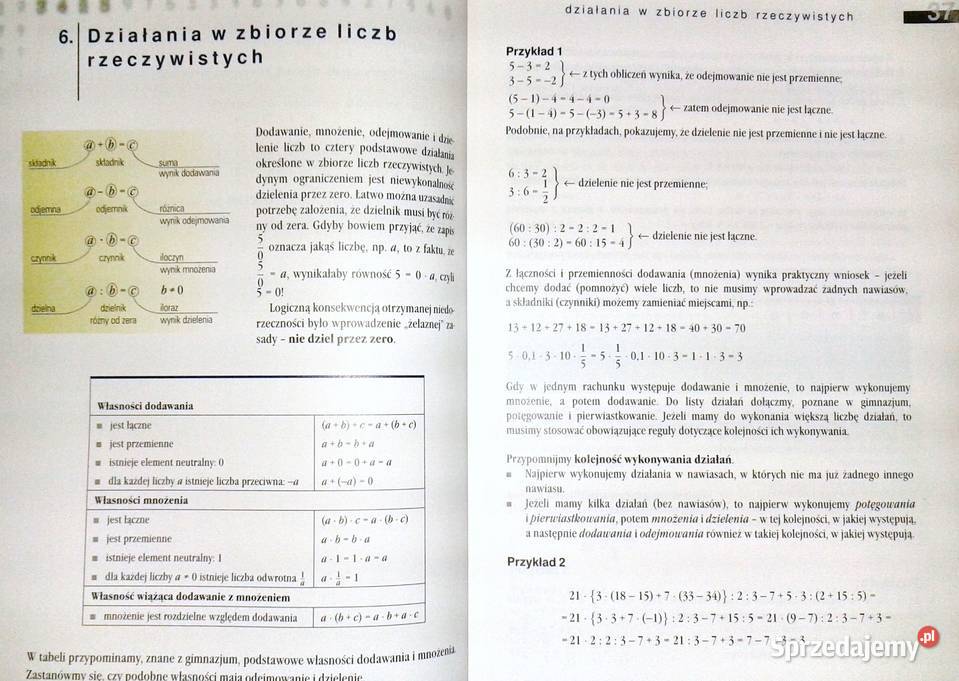 6. Działania w zbiorze liczb
rzeczywistych
a + b = c
składnik składnik suma
wynik dodawania
a - b = c
odjemna odjemnik różnica
wynik odejmowania
a · b = c
czynnik czynnik iloczyn
wynik mnożenia
a : b = c b ≠ 0
dzielna dzielnik iloraz
różny od zera wynik dzielenia
Dodawanie, mnożenie, odejmowanie i dzie-
lenie liczb to cztery podstawowe działania
określone w zbiorze liczb rzeczywistych. Je-
dynym ograniczeniem jest niewykonalność
dzielenia przez zero. Łatwo można uzasadnić
potrzebę założenia, że dzielnik musi być róż-
ny od zera. Gdyby bowiem przyjąć, że zapis
5/0 oznacza jakąś liczbę, np. a, to z faktu, że
5/0 = a, wynikałaby równość 5 = 0 · a, czyli
5 = 0!
Logiczną konsekwencją otrzymanej niedo-
rzeczności było wprowadzenie „żelaznej" za-
sady – nie dziel przez zero.
Własności dodawania
■ jest łączne (a + b) + c = a + (b + c)
■ jest przemienne a + b = b + a
■ istnieje element neutralny: 0 a + 0 = 0 + a = a
■ dla każdej liczby a istnieje liczba przeciwna: –a a + (–a) = 0
Własności mnożenia
■ jest łączne (a · b) · c = a · (b · c)
■ jest przemienne a · b = b · a
■ istnieje element neutralny: 1 a · 1 = 1 · a = a
■ dla każdej liczby a ≠ 0 istnieje liczba odwrotna 1/a a · 1/a = 1
Własność wiążąca dodawanie z mnożeniem
■ mnożenie jest rozdzielne względem dodawania a · (b + c) = a · b + a · c
W tabeli przypominamy, znane z gimnazjum, podstawowe własności dodawania i mnożenia.
Zastanówmy się, czy podobne własności mają odejmowanie i dzielenie.
działania w zbiorze liczb rzeczywistych 37
Przykład 1
5 – 3 = 2
3 – 5 = –2 ← z tych obliczeń wynika, że odejmowanie nie jest przemienne;
(5 – 1) – 4 = 4 – 4 = 0
5 – (1 – 4) = 5 – (–3) = 5 + 3 = 8 ← zatem odejmowanie nie jest łączne.
Podobnie, na przykładach, pokazujemy, że dzielenie nie jest przemienne i nie jest łączne.
6 : 3 = 2
3 : 6 = 1/2 ← dzielenie nie jest przemienne;
(60 : 30) : 2 = 2 : 2 = 1
60 : (30 : 2) = 60 : 15 = 4 ← dzielenie nie jest łączne.
Z łączności i przemienności dodawania (mnożenia) wynika praktyczny wniosek – jeżeli
chcemy dodać (pomnożyć) wiele liczb, to nie musimy wprowadzać żadnych nawiasów,
a składniki (czynniki) możemy zamieniać miejscami, np.:
13 + 12 + 27 + 18 = 13 + 27 + 12 + 18 = 40 + 30 = 70
5 · 0,1 · 3 · 10 · 1/5 = 5 · 1/5 · 0,1 · 10 · 3 = 1 · 1 · 3 = 3
Gdy w jednym rachunku występuje dodawanie i mnożenie, to najpierw wykonujemy
mnożenie, a potem dodawanie. Do listy działań dołączmy, poznane w gimnazjum,
potęgowanie i pierwiastkowanie. Jeżeli mamy do wykonania większą liczbę działań, to
musimy stosować obowiązujące reguły dotyczące kolejności ich wykonywania.
Przypomnijmy kolejność wykonywania działań.
■ Najpierw wykonujemy działania w nawiasach, w których nie ma już żadnego innego
nawiasu.
■ Jeżeli mamy kilka działań (bez nawiasów), to najpierw wykonujemy potęgowania
i pierwiastkowania, potem mnożenia i dzielenia – w tej kolejności, w jakiej występują,
a następnie dodawania i odejmowania również w takiej kolejności, w jakiej występują.
Przykład 2
21 · {3 · (18 – 15) + 7 · (33 – 34)} : 2 : 3 – 7 + 5 · 3 : (2 + 15 : 5) =
= 21 · {3 · 3 + 7 · (–1)} : 2 : 3 – 7 + 15 : 5 = 21 · (9 – 7) : 2 : 3 – 7 + 3 =
= 21 · 2 : 2 : 3 – 7 + 3 = 21 : 3 – 7 + 3 = 7 – 7 + 3 = 3
Sprzedajemy.pl